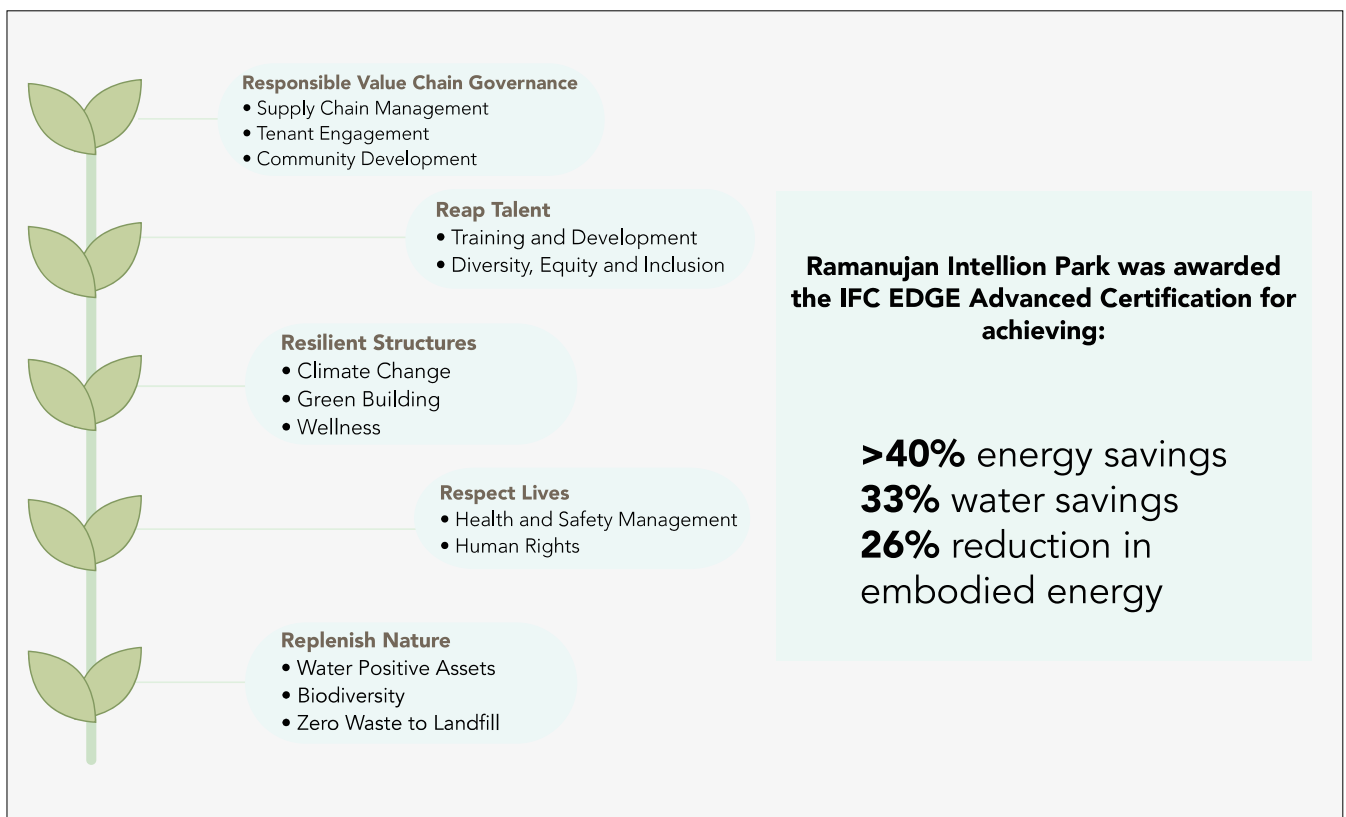 Responsible Value Chain Governance
• Supply Chain Management
• Tenant Engagement
• Community Development
Reap Talent
• Training and Development
• Diversity, Equity and Inclusion
Resilient Structures
• Climate Change
• Green Building
• Wellness
Respect Lives
• Health and Safety Management
• Human Rights
Replenish Nature
• Water Positive Assets
• Biodiversity
• Zero Waste to Landfill
Ramanujan Intellion Park was awarded
the IFC EDGE Advanced Certification for
achieving:
>40% energy savings
33% water savings
26% reduction in
embodied energy